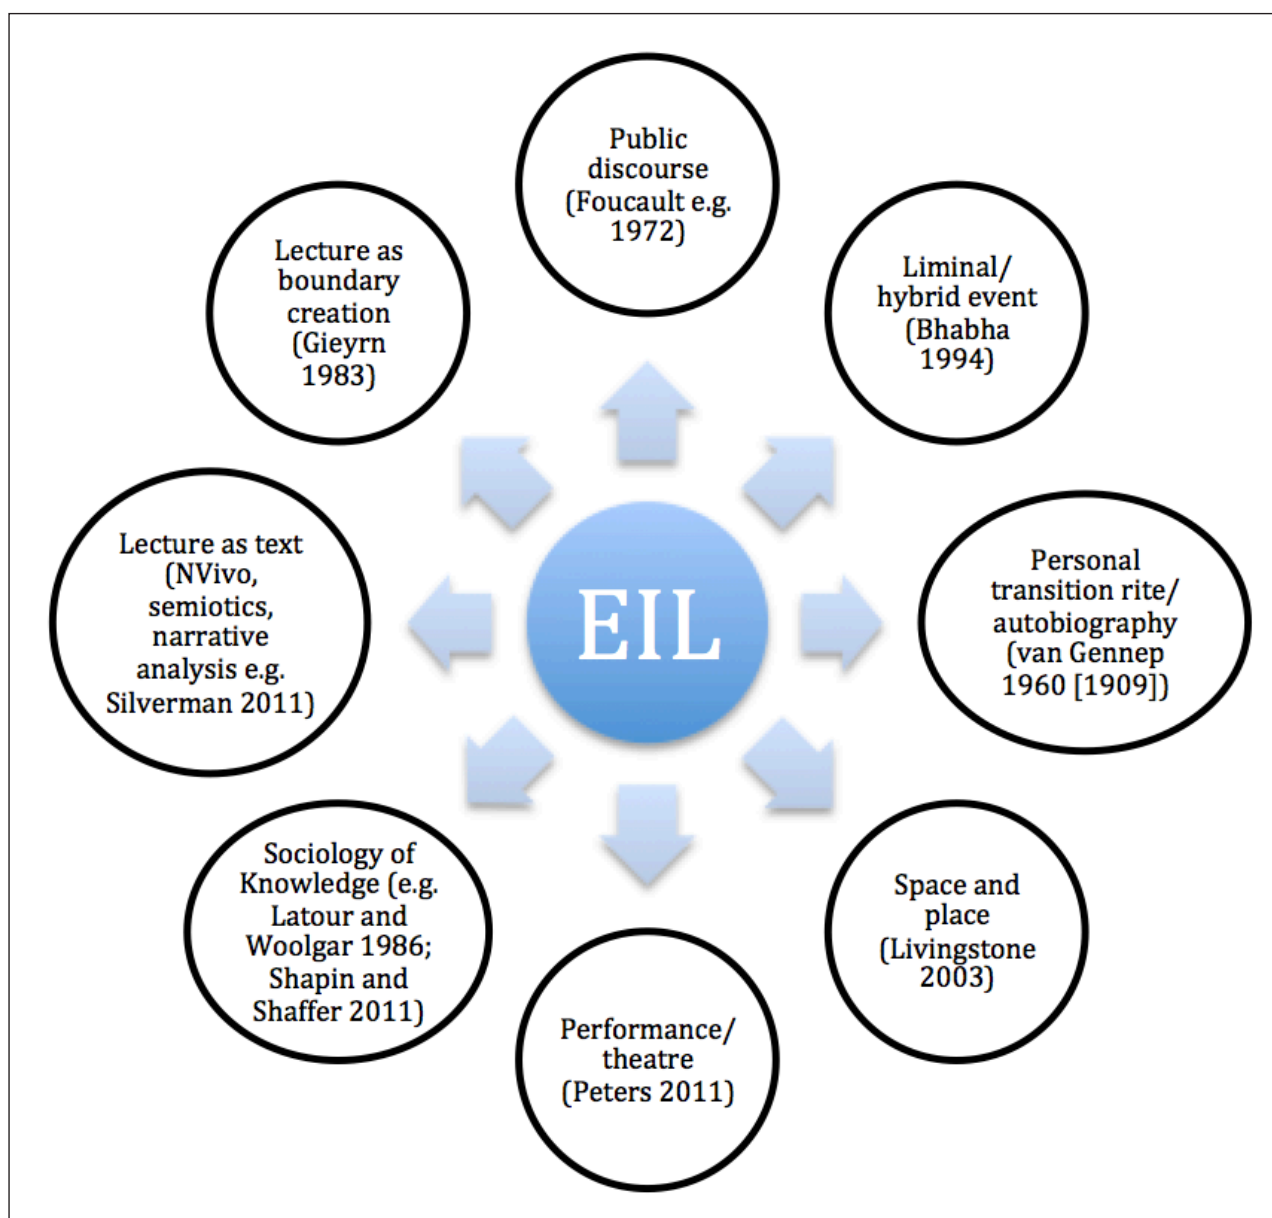 Public
discourse
(Foucault e.g.
1972)
Liminal/
hybrid event
(Bhabha
1994)
Personal
transition rite/
autobiography
(van Gennep
1960 [1909])
Space and
place
(Livingstone
2003)
Performance/
theatre
(Peters 2011)
Sociology of
Knowledge (e.g.
Latour and
Woolgar 1986;
Shapin and
Shaffer 2011)
Lecture as text
(NVivo,
semiotics,
narrative
analysis e.g.
Silverman 2011)
Lecture as
boundary
creation
(Gieyrn
1983)
EIL